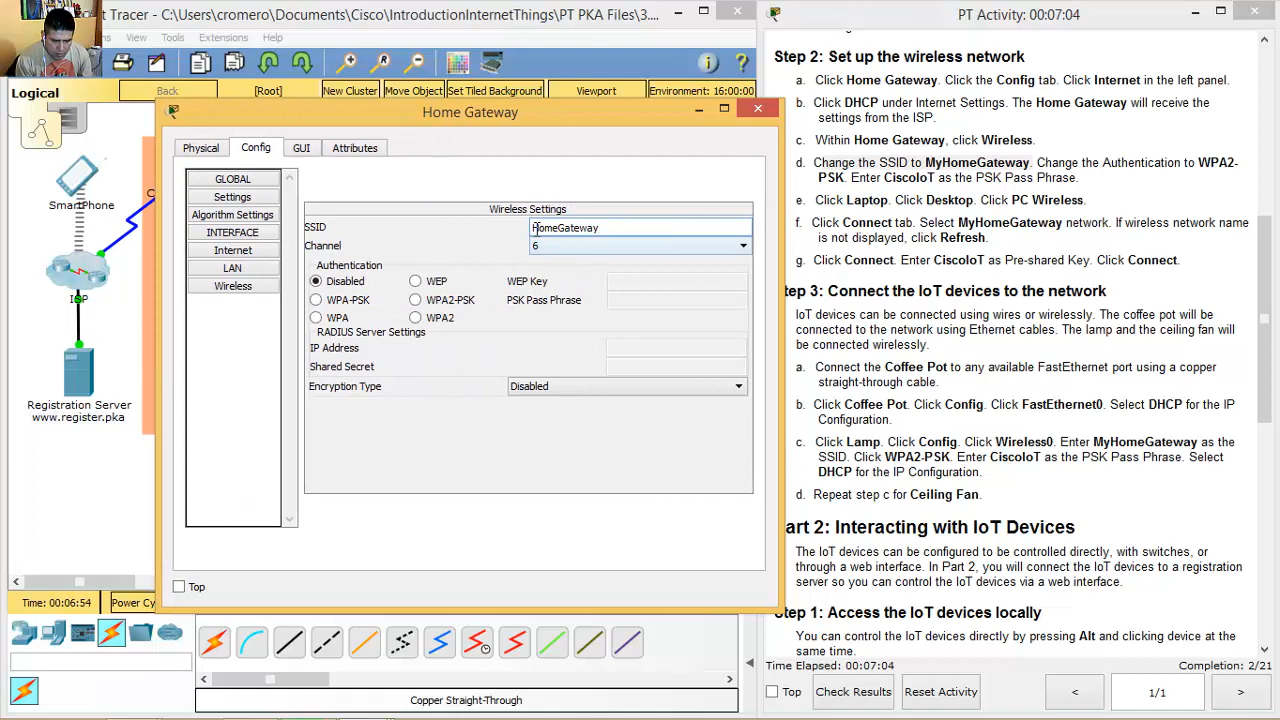 t Tracer - C:\Users\cromero\Documents\Cisco\IntroductionInternetThings\PT PKA Files\3....
View Tools Extensions Help
Logical
Back
[Root]
New Cluster
Move Object
Set Tiled Background
Viewport
Environment: 16:00:00
SmartPhone
ISP
Registration Server
www.register.pka
Home Gateway
Physical
Config
GUI
Attributes
GLOBAL
Settings
Algorithm Settings
INTERFACE
Internet
LAN
Wireless
Wireless Settings
SSID
HomeGateway
Channel
6
Authentication
Disabled
WEP
WEP Key
WPA-PSK
WPA2-PSK
PSK Pass Phrase
WPA
WPA2
RADIUS Server Settings
IP Address
Shared Secret
Encryption Type
Disabled
Top
Time: 00:06:54
Power Cy
Copper Straight-Through
PT Activity: 00:07:04
Step 2: Set up the wireless network
a. Click Home Gateway. Click the Config tab. Click Internet in the left panel.
b. Click DHCP under Internet Settings. The Home Gateway will receive the
settings from the ISP.
c. Within Home Gateway, click Wireless.
d. Change the SSID to MyHomeGateway. Change the Authentication to WPA2-
PSK. Enter CiscoIoT as the PSK Pass Phrase.
e. Click Laptop. Click Desktop. Click PC Wireless.
f. Click Connect tab. Select MyHomeGateway network. If wireless network name
is not displayed, click Refresh.
g. Click Connect. Enter CiscoIoT as Pre-shared Key. Click Connect.
tep 3: Connect the IoT devices to the network
IoT devices can be connected using wires or wirelessly. The coffee pot will be
connected to the network using Ethernet cables. The lamp and the ceiling fan will
be connected wirelessly.
a. Connect the Coffee Pot to any available FastEthernet port using a copper
straight-through cable.
b. Click Coffee Pot. Click Config. Click FastEthernet0. Select DHCP for the IP
Configuration.
c. Click Lamp. Click Config. Click Wireless0. Enter MyHomeGateway as the
SSID. Click WPA2-PSK. Enter CiscoIoT as the PSK Pass Phrase. Select
DHCP for the IP Configuration.
d. Repeat step c for Ceiling Fan.
art 2: Interacting with IoT Devices
The IoT devices can be configured to be controlled directly, with switches, or
through a web interface. In Part 2, you will connect the IoT devices to a registration
server so you can control the IoT devices via a web interface.
Step 1: Access the IoT devices locally
You can control the IoT devices directly by pressing Alt and clicking device at the
same time.
Time Elapsed: 00:07:04
Completion: 2/21
Top
Check Results
Reset Activity
<
1/1
>